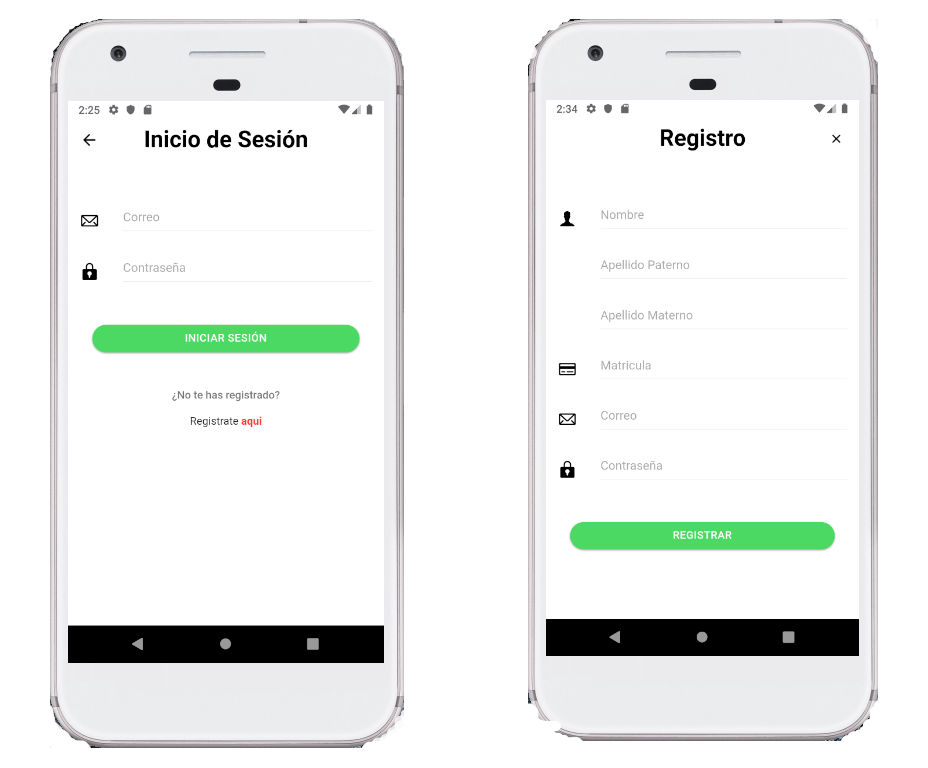 2:25
Inicio de Sesión
Correo
Contraseña
INICIAR SESIÓN
¿No te has registrado?
Registrate aquí
2:34
Registro
Nombre
Apellido Paterno
Apellido Materno
Matricula
Correo
Contraseña
REGISTRAR